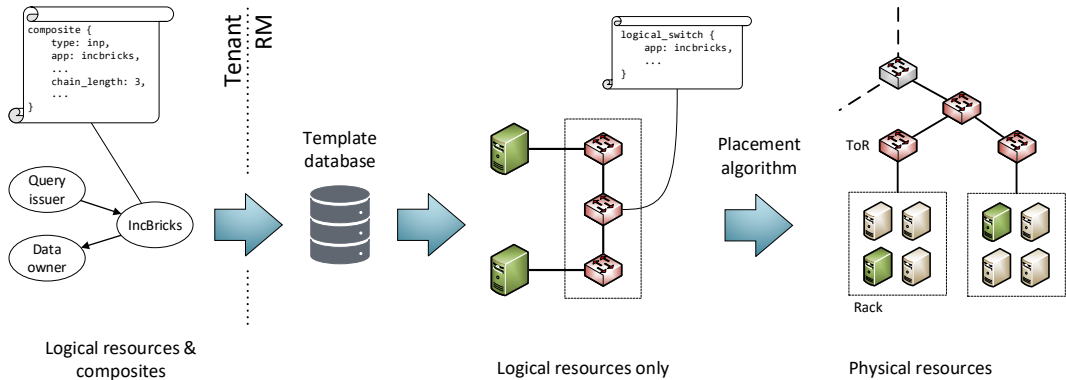 composite {
type: inp,
app: incbricks,
...
chain_length: 3,
...
}
Tenant
RM
Query
issuer
IncBricks
Data
owner
Template
database
logical_switch {
app: incbricks,
...
}
Placement
algorithm
ToR
Rack
Logical resources &
composites
Logical resources only
Physical resources